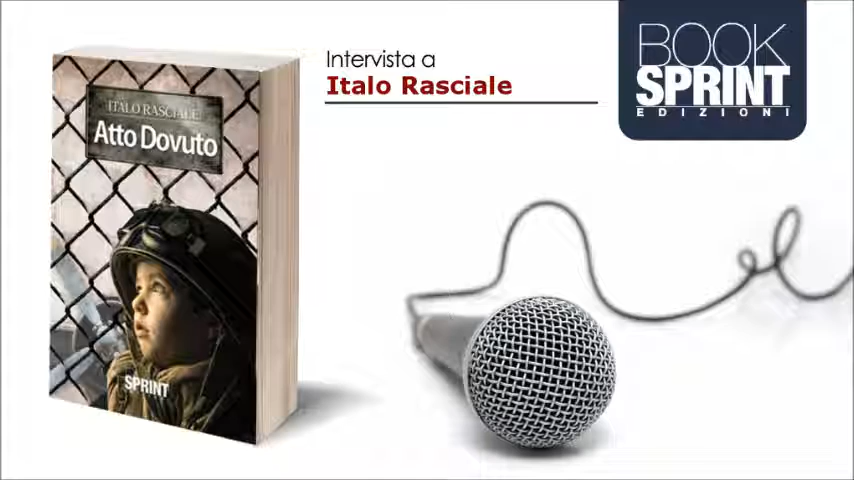 Intervista a
Italo Rasciale
BOOK
SPRINT
EDIZIONI
ITALO RASCIALE
Atto Dovuto
SPRINT